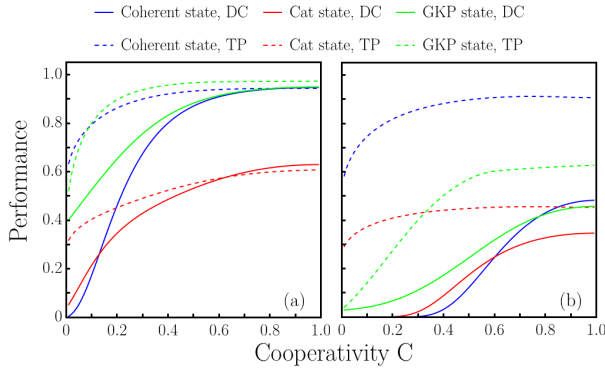 Coherent state, DC Cat state, DC GKP state, DC
Coherent state, TP Cat state, TP GKP state, TP
Performance
1.0
0.8
0.6
0.4
0.2
0
(a) (b)
0 0.2 0.4 0.6 0.8 1.0 0 0.2 0.4 0.6 0.8 1.0
Cooperativity C